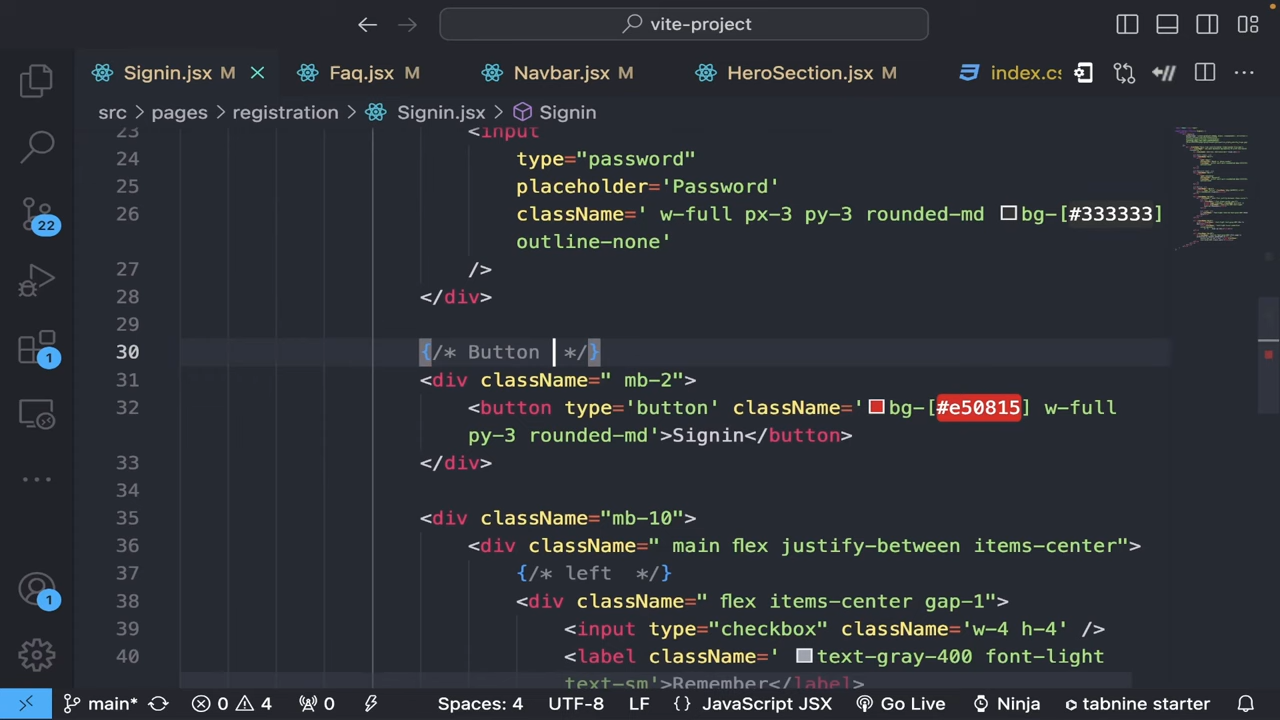 vite-project
Signin.jsx M
Faq.jsx M
Navbar.jsx M
HeroSection.jsx M
index.cs
src > pages > registration > Signin.jsx > Signin
23 <input
24 type="password"
25 placeholder='Password'
26 className=' w-full px-3 py-3 rounded-md bg-[#333333]
outline-none'
27 />
28 </div>
29
30 {/* Button  */}
31 <div className=" mb-2">
32 <button type='button' className=' bg-[#e50815] w-full
py-3 rounded-md'>Signin</button>
33 </div>
34
35 <div className="mb-10">
36 <div className=" main flex justify-between items-center">
37 {/* left  */}
38 <div className=" flex items-center gap-1">
39 <input type="checkbox" className='w-4 h-4' />
40 <label className=' text-gray-400 font-light
text-sm'>Remember</label>
22
1
1
main* 0 4 0 Spaces: 4 UTF-8 LF {} JavaScript JSX Go Live Ninja tabnine starter